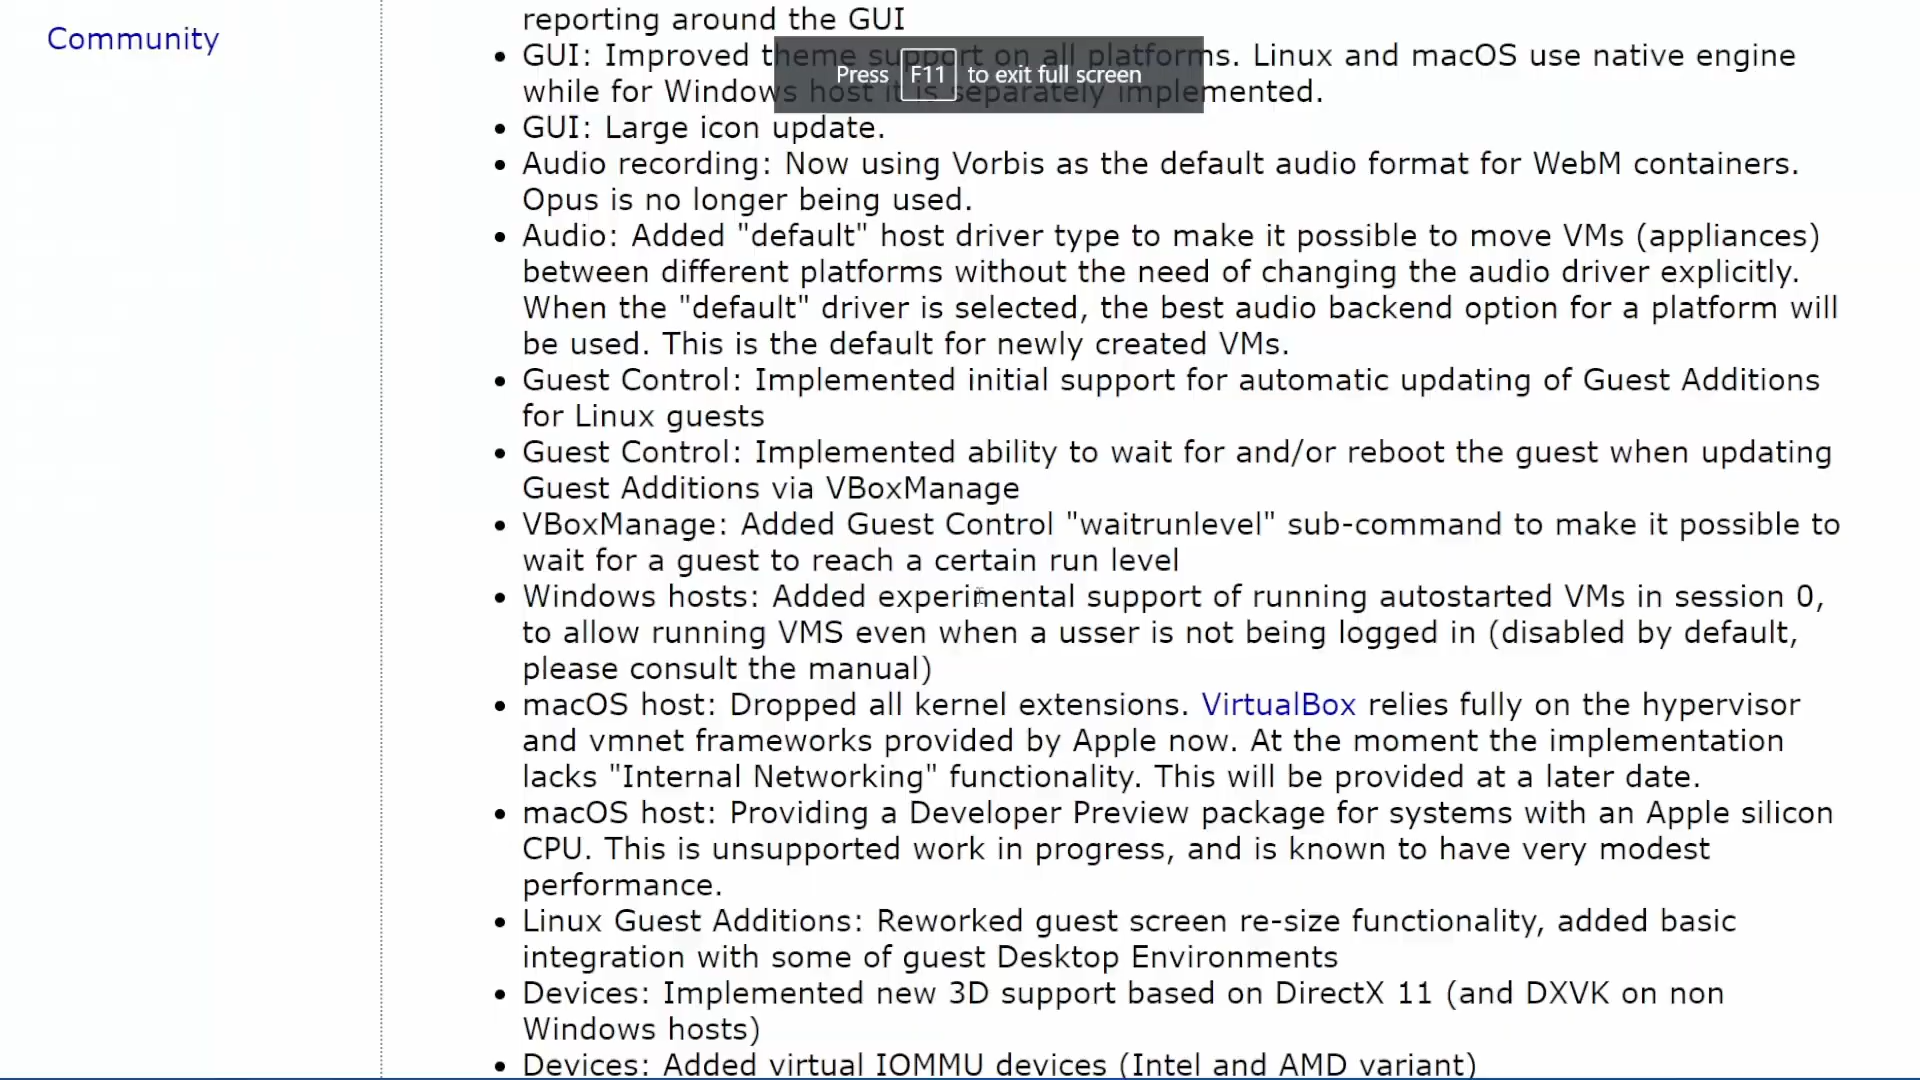 Community
reporting around the GUI
• GUI: Improved theme support on all platforms. Linux and macOS use native engine
while for Windows host it is separately implemented.
Press F11 to exit full screen
• GUI: Large icon update.
• Audio recording: Now using Vorbis as the default audio format for WebM containers.
Opus is no longer being used.
• Audio: Added "default" host driver type to make it possible to move VMs (appliances)
between different platforms without the need of changing the audio driver explicitly.
When the "default" driver is selected, the best audio backend option for a platform will
be used. This is the default for newly created VMs.
• Guest Control: Implemented initial support for automatic updating of Guest Additions
for Linux guests
• Guest Control: Implemented ability to wait for and/or reboot the guest when updating
Guest Additions via VBoxManage
• VBoxManage: Added Guest Control "waitrunlevel" sub-command to make it possible to
wait for a guest to reach a certain run level
• Windows hosts: Added experimental support of running autostarted VMs in session 0,
to allow running VMS even when a usser is not being logged in (disabled by default,
please consult the manual)
• macOS host: Dropped all kernel extensions. VirtualBox relies fully on the hypervisor
and vmnet frameworks provided by Apple now. At the moment the implementation
lacks "Internal Networking" functionality. This will be provided at a later date.
• macOS host: Providing a Developer Preview package for systems with an Apple silicon
CPU. This is unsupported work in progress, and is known to have very modest
performance.
• Linux Guest Additions: Reworked guest screen re-size functionality, added basic
integration with some of guest Desktop Environments
• Devices: Implemented new 3D support based on DirectX 11 (and DXVK on non
Windows hosts)
• Devices: Added virtual IOMMU devices (Intel and AMD variant)